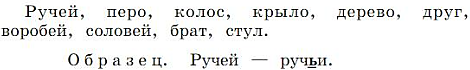 Ручей, перо, колос, крыло, дерево, друг,
воробей, соловей, брат, стул.
Образец. Ручей — ручьи.